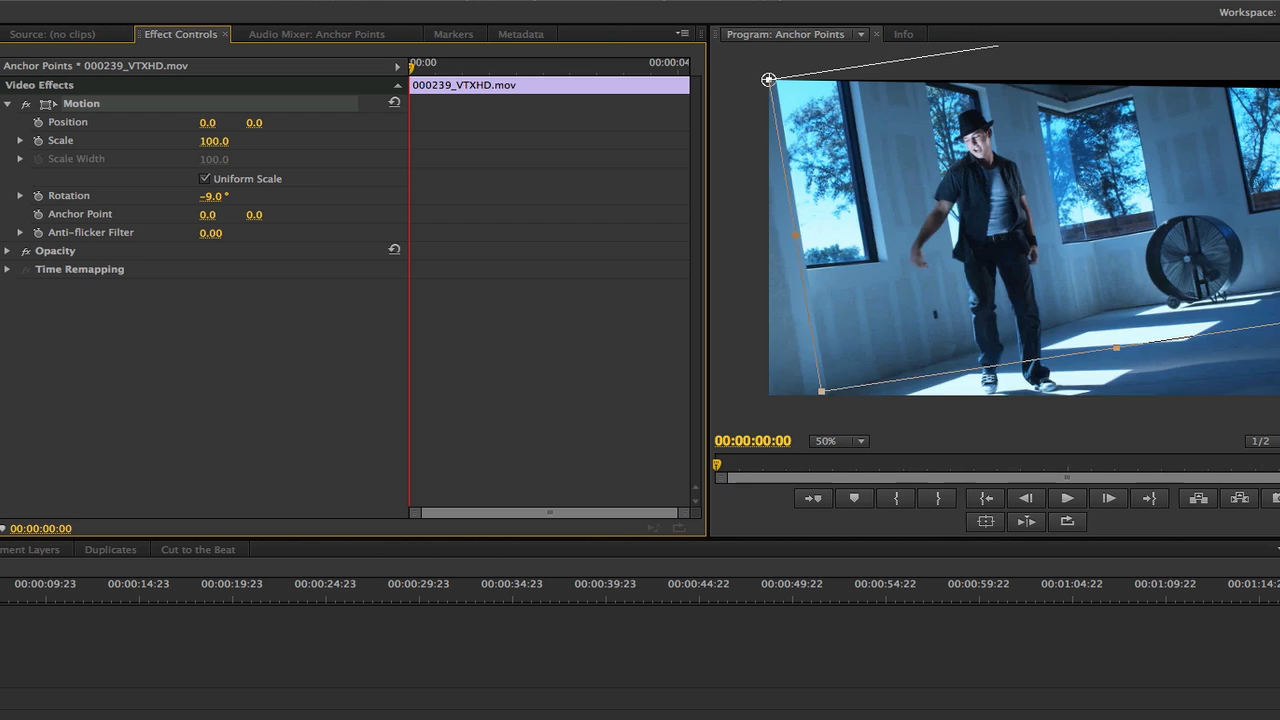 Workspace:
Source: (no clips) Effect Controls × Audio Mixer: Anchor Points Markers Metadata
Program: Anchor Points × Info
Anchor Points * 000239_VTXHD.mov
00:00 00:00:04
Video Effects
000239_VTXHD.mov
fx Motion
Position 0.0 0.0
Scale 100.0
Scale Width 100.0
Uniform Scale
Rotation -9.0 °
Anchor Point 0.0 0.0
Anti-flicker Filter 0.00
fx Opacity
Time Remapping
00:00:00:00 50% 1/2
00:00:00:00
ment Layers Duplicates Cut to the Beat
00:00:09:23 00:00:14:23 00:00:19:23 00:00:24:23 00:00:29:23 00:00:34:23 00:00:39:23 00:00:44:22 00:00:49:22 00:00:54:22 00:00:59:22 00:01:04:22 00:01:09:22 00:01:14:2